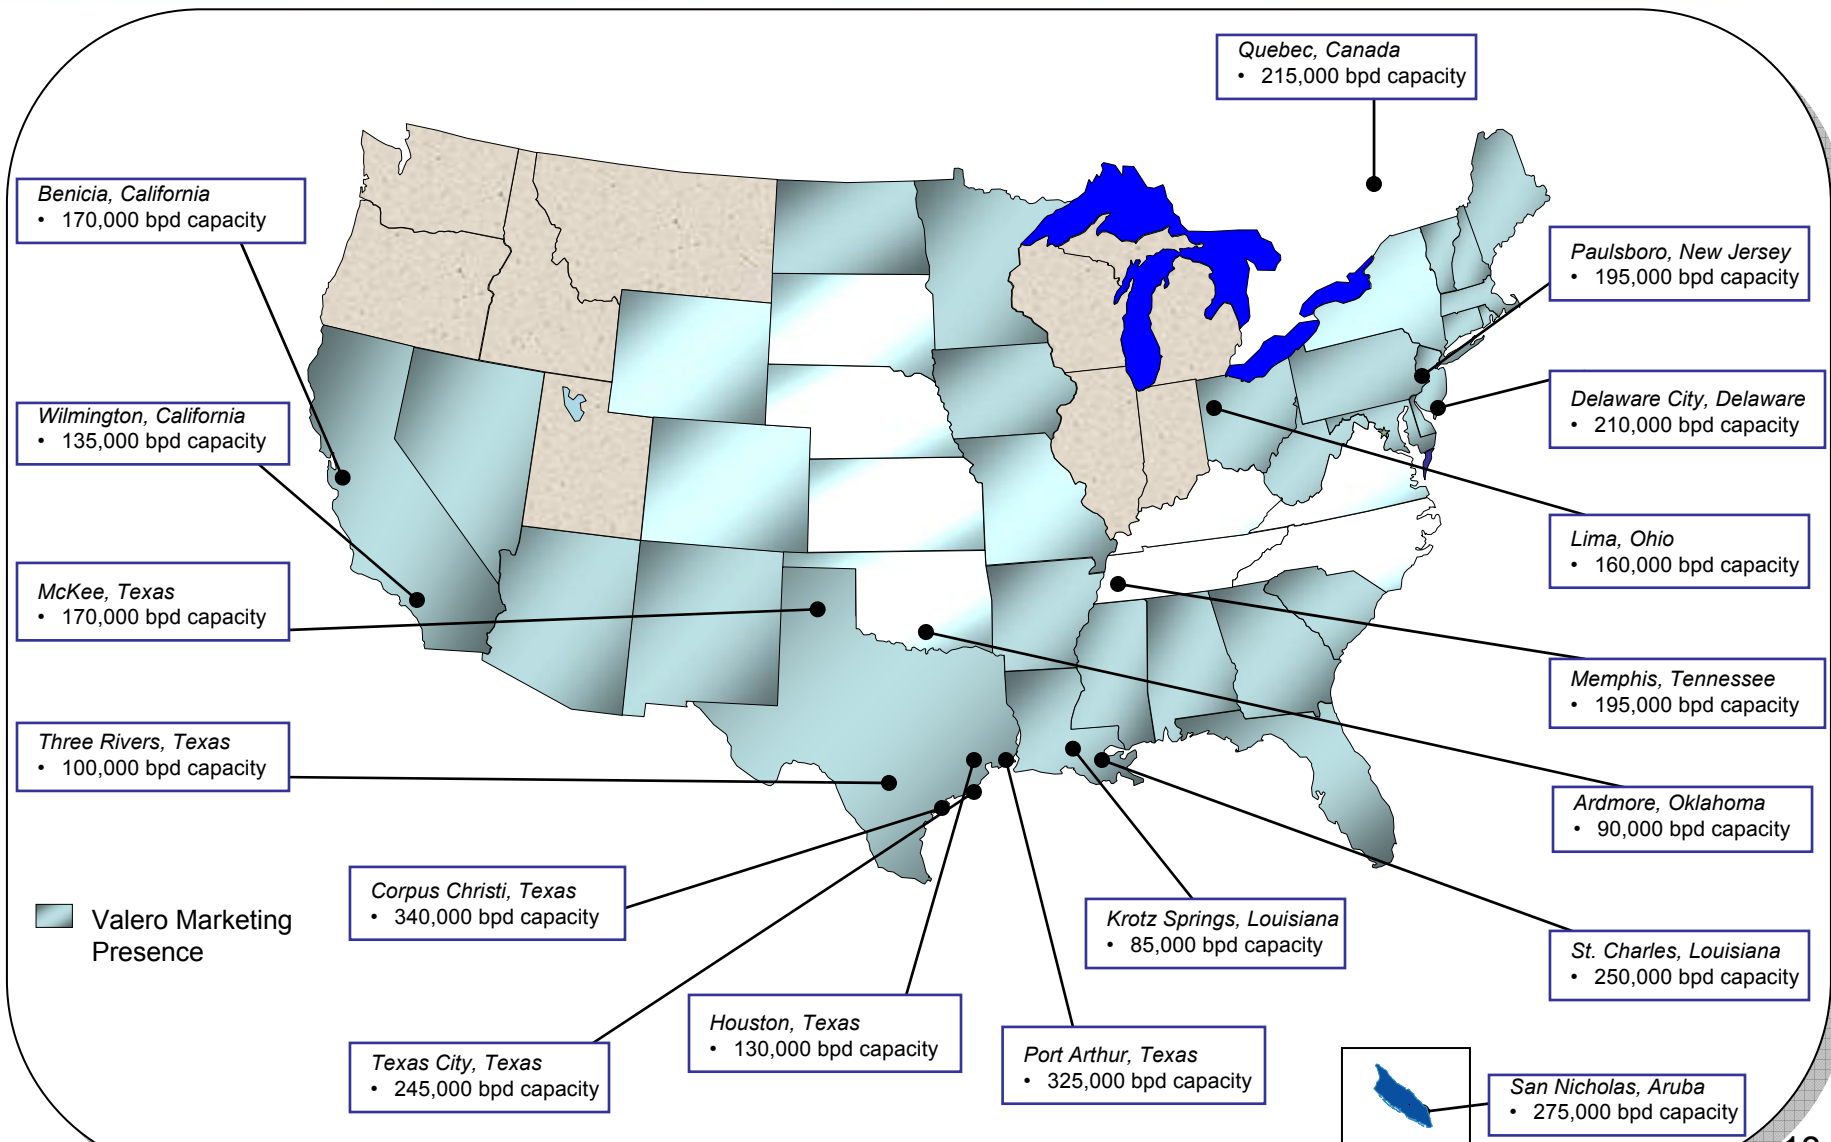 Quebec, Canada
• 215,000 bpd capacity
Benicia, California
• 170,000 bpd capacity
Paulsboro, New Jersey
• 195,000 bpd capacity
Wilmington, California
• 135,000 bpd capacity
Delaware City, Delaware
• 210,000 bpd capacity
Lima, Ohio
• 160,000 bpd capacity
McKee, Texas
• 170,000 bpd capacity
Memphis, Tennessee
• 195,000 bpd capacity
Three Rivers, Texas
• 100,000 bpd capacity
Ardmore, Oklahoma
• 90,000 bpd capacity
Corpus Christi, Texas
• 340,000 bpd capacity
Krotz Springs, Louisiana
• 85,000 bpd capacity
Valero Marketing
Presence
St. Charles, Louisiana
• 250,000 bpd capacity
Houston, Texas
• 130,000 bpd capacity
Port Arthur, Texas
• 325,000 bpd capacity
Texas City, Texas
• 245,000 bpd capacity
San Nicholas, Aruba
• 275,000 bpd capacity